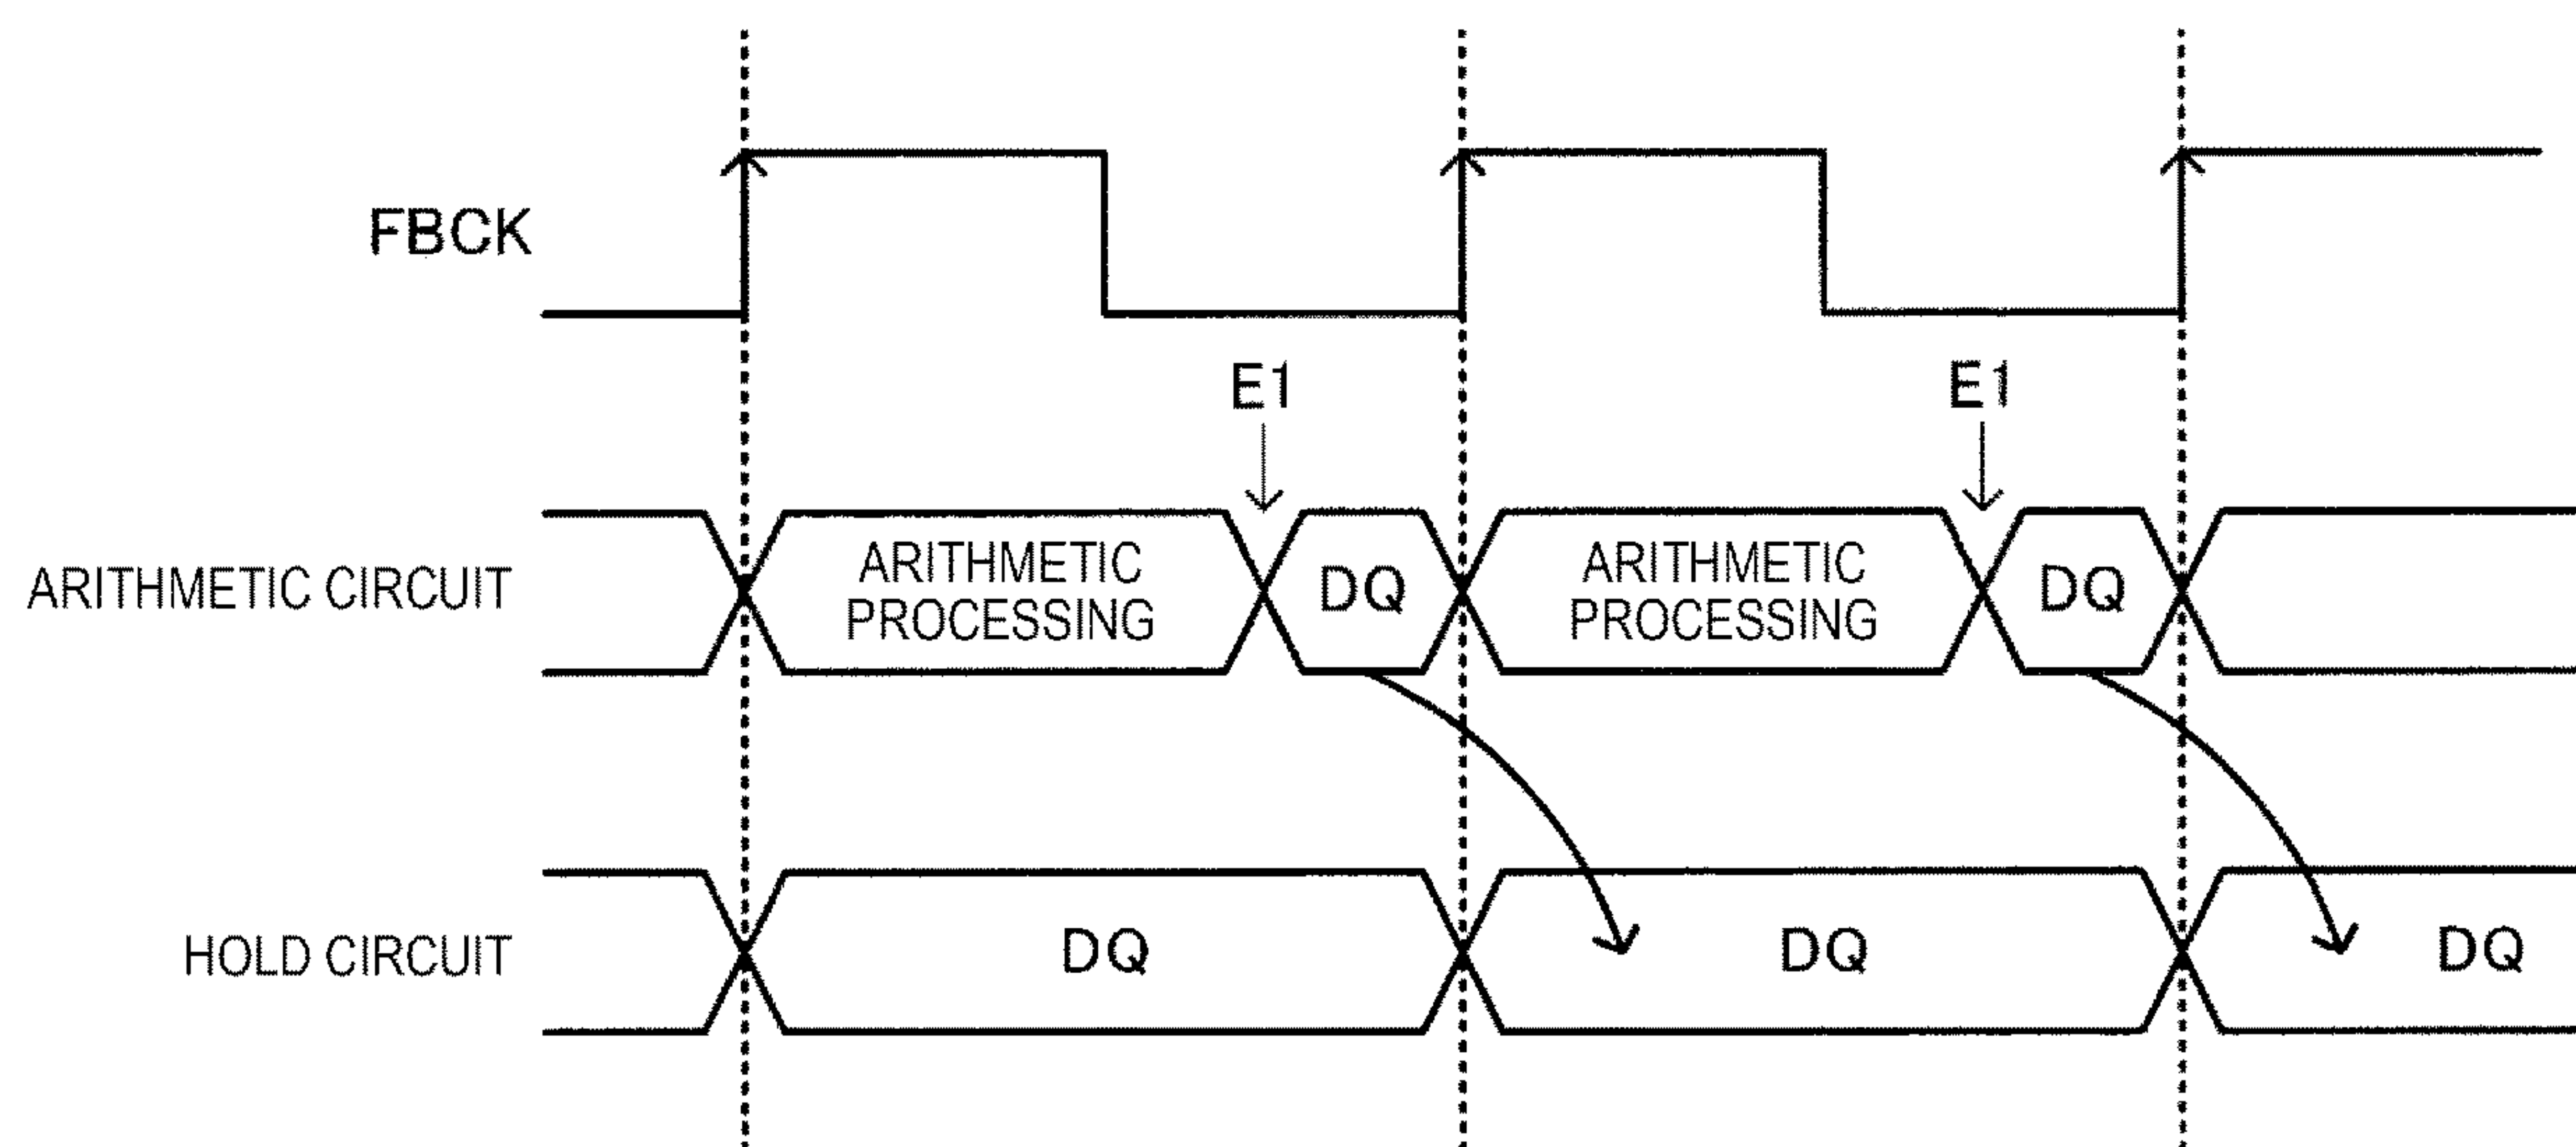 FBCK
E1
E1
ARITHMETIC CIRCUIT
ARITHMETIC
PROCESSING
DQ
ARITHMETIC
PROCESSING
DQ
HOLD CIRCUIT
DQ
DQ
DQ